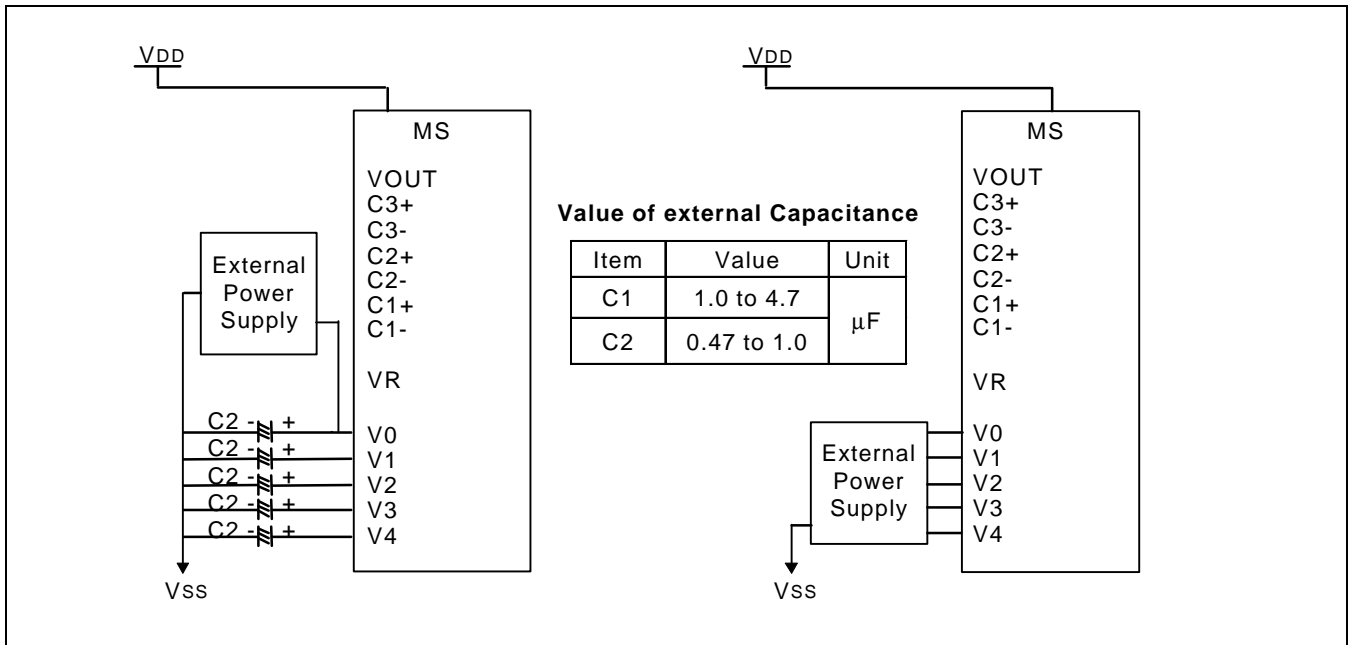 VDD
MS
VOUT
C3+
C3-
C2+
C2-
C1+
C1-
VR
V0
V1
V2
V3
V4
External
Power
Supply
C2 - +
C2 - +
C2 - +
C2 - +
C2 - +
VSS
Value of external Capacitance
Item Value Unit
C1 1.0 to 4.7 µF
C2 0.47 to 1.0
VDD
MS
VOUT
C3+
C3-
C2+
C2-
C1+
C1-
VR
V0
V1
V2
V3
V4
External
Power
Supply
VSS